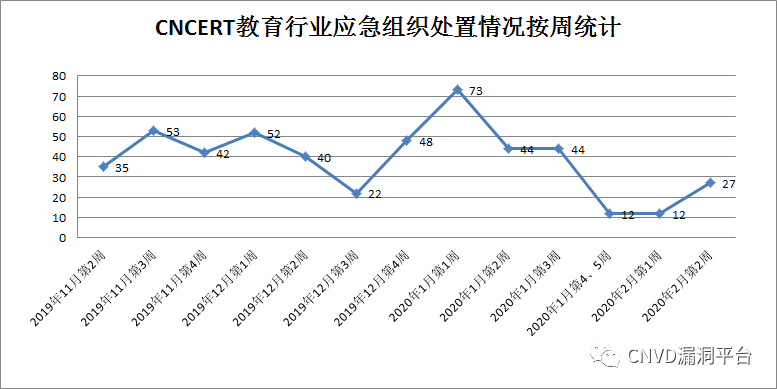 CNCERT教育行业应急组织处置情况按周统计
80
70
60
50
40
30
20
10
0
35
53
42
52
40
22
48
73
44
44
12
12
27
2019年11月第2周
2019年11月第3周
2019年11月第4周
2019年12月第1周
2019年12月第2周
2019年12月第3周
2019年12月第4周
2020年1月第1周
2020年1月第2周
2020年1月第3周
2020年1月第4、5周
2020年2月第1周
2020年2月第2周
CNVD漏洞平台